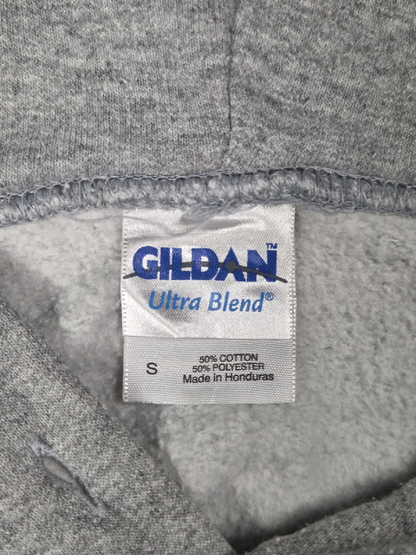 GILDAN™
Ultra Blend®
S
50% COTTON
50% POLYESTER
Made in Honduras